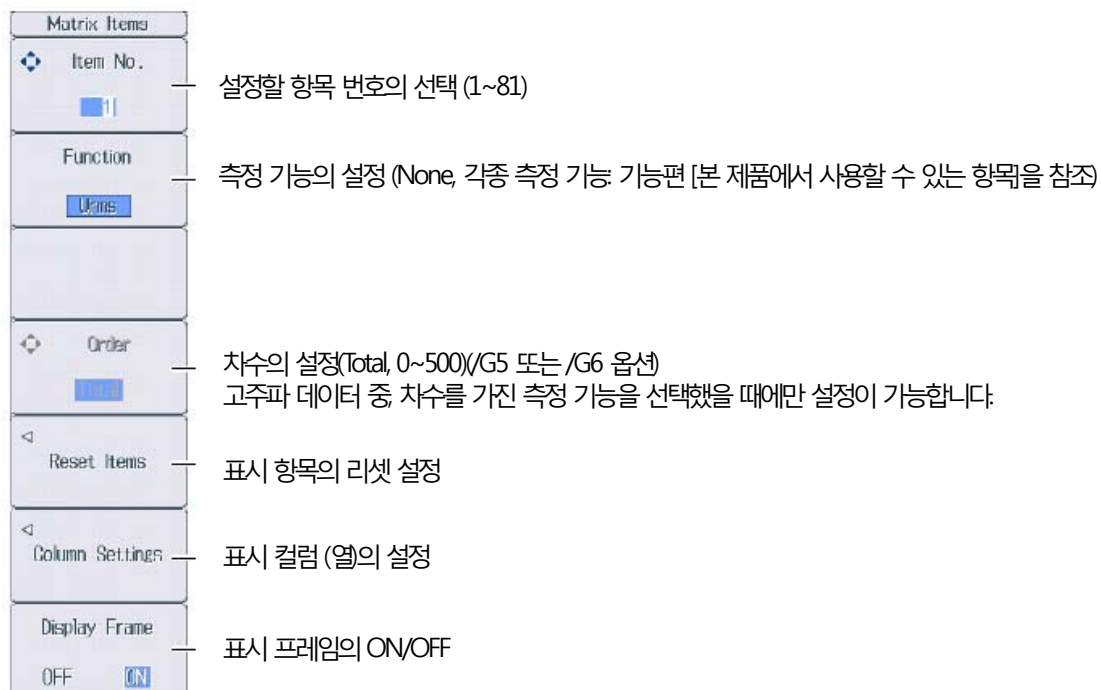 Matrix Items
Item No.
1
설정할 항목 번호의 선택 (1~81)
Function
Urms
측정 기능의 설정 (None, 각종 측정 기능: 기능편 [본 제품에서 사용할 수 있는 항목]을 참조)
Order
Total
차수의 설정(Total, 0~500)(/G5 또는 /G6 옵션)
고주파 데이터 중, 차수를 가진 측정 기능을 선택했을 때에만 설정이 가능합니다.
Reset Items
표시 항목의 리셋 설정
Column Settings
표시 컬럼 (열)의 설정
Display Frame
OFF ON
표시 프레임의 ON/OFF